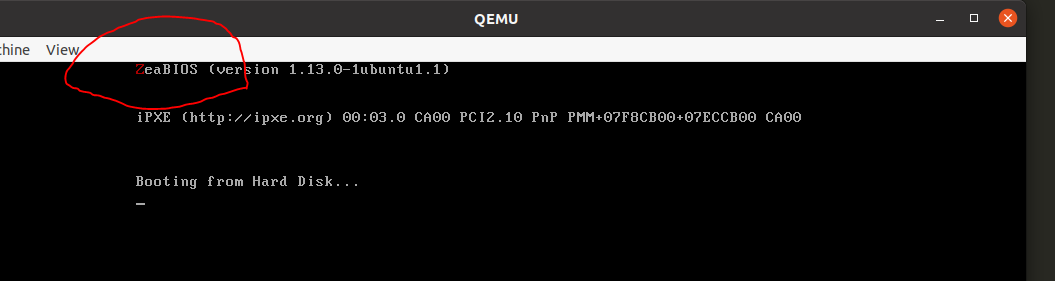 QEMU
chine View
ZeaBIOS (version 1.13.0-1ubuntu1.1)
iPXE (http://ipxe.org) 00:03.0 CA00 PCI2.10 PnP PMM+07F8CB00+07ECCB00 CA00
Booting from Hard Disk...
_